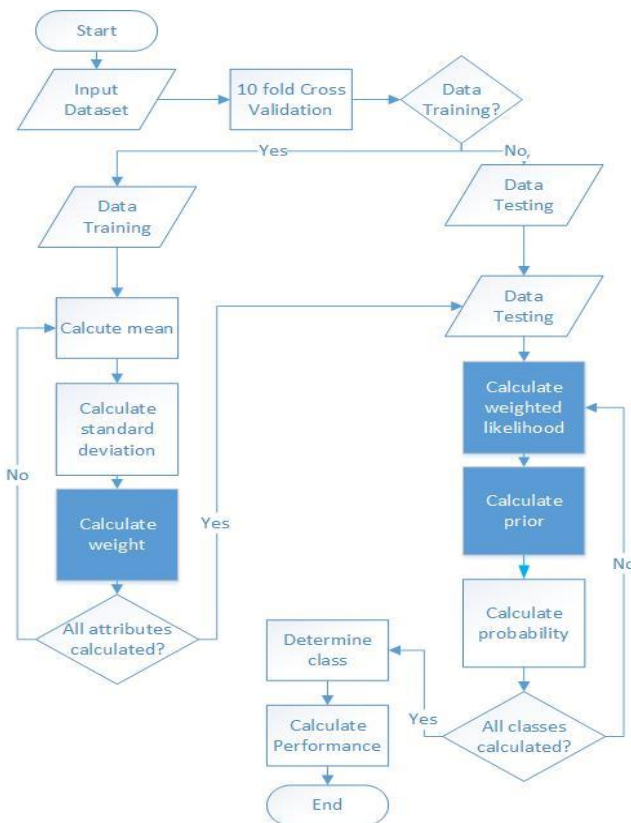 Start
Input
Dataset
10 fold Cross
Validation
Data
Training?
Yes
No,
Data
Training
Data
Testing
Data
Testing
Calcute mean
Calculate
standard
deviation
Calculate
weight
No
All attributes
calculated?
Yes
Calculate
weighted
likelihood
Calculate
prior
Calculate
probability
No
All classes
calculated?
Yes
Determine
class
Calculate
Performance
End